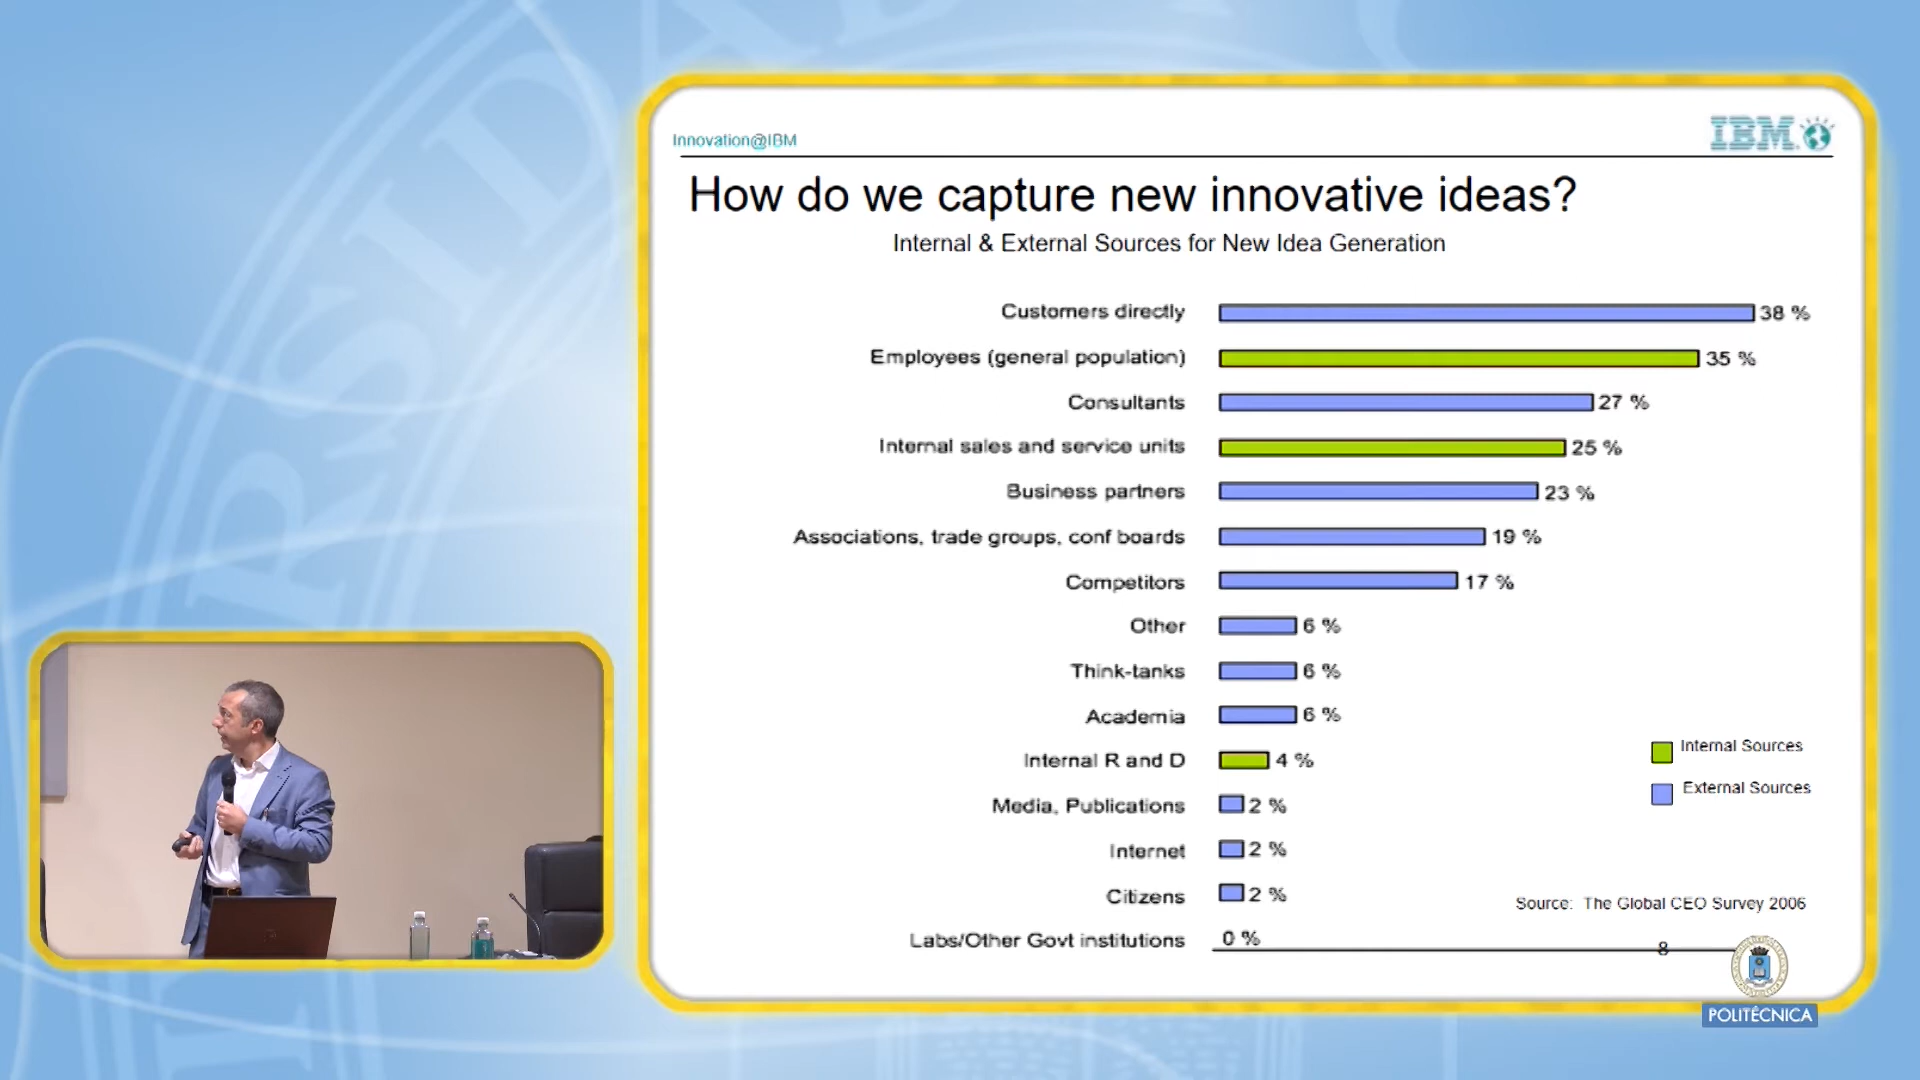 Innovation@IBM
IBM
How do we capture new innovative ideas?
Internal & External Sources for New Idea Generation
Customers directly 38 %
Employees (general population) 35 %
Consultants 27 %
Internal sales and service units 25 %
Business partners 23 %
Associations, trade groups, conf boards 19 %
Competitors 17 %
Other 6 %
Think-tanks 6 %
Academia 6 %
Internal R and D 4 %
Media, Publications 2 %
Internet 2 %
Citizens 2 %
Labs/Other Govt institutions 0 %
Internal Sources
External Sources
Source: The Global CEO Survey 2006
8
POLITÉCNICA